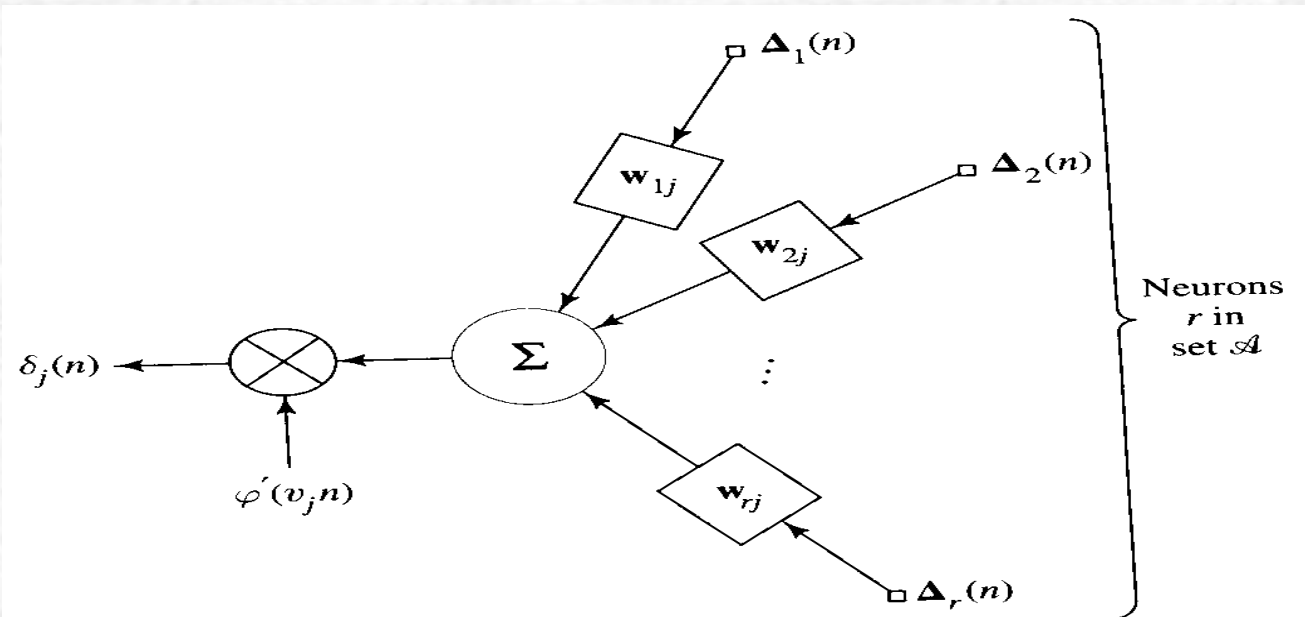 Δ₁(n)
w₁ⱼ
Δ₂(n)
w₂ⱼ
Neurons
r in
set 𝒜
δⱼ(n)
Σ
⋮
φ′(vⱼn)
wᵣⱼ
Δᵣ(n)